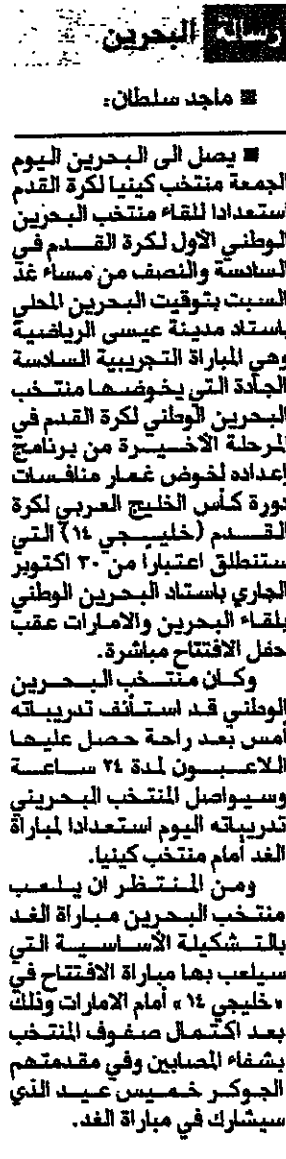 رسالة البحرين
■ ماجد سلطان:
■ يصل الى البحرين اليوم
الجمعة منتخب كينيا لكرة القدم
استعدادا للقاء منتخب البحرين
الوطني الأول لكرة القدم في
السادسة والنصف من مساء غد
السبت بتوقيت البحرين المحلي
باستاد مدينة عيسى الرياضية
وهي المباراة التجريبية السادسة
الجادة التي يخوضها منتخب
البحرين الوطني لكرة القدم في
المرحلة الأخيرة من برنامج
إعداده لخوض غمار منافسات
دورة كأس الخليج العربي لكرة
القدم (خليجي ١٤) التي
ستنطلق اعتبارا من ٣٠ اكتوبر
الجاري باستاد البحرين الوطني
بلقاء البحرين والامارات عقب
حفل الافتتاح مباشرة.
وكان منتخب البحرين
الوطني قد استأنف تدريباته
أمس بعد راحة حصل عليها
اللاعبون لمدة ٢٤ ساعة
وسيواصل المنتخب البحريني
تدريباته اليوم استعدادا لمباراة
الغد أمام منتخب كينيا.
ومن المنتظر ان يلعب
منتخب البحرين مباراة الغد
بالتشكيلة الأساسية التي
سيلعب بها مباراة الافتتاح في
«خليجي ١٤» أمام الامارات وذلك
بعد اكتمال صفوف المنتخب
بشفاء المصابين وفي مقدمتهم
الجوكر خميس عيد الذي
سيشارك في مباراة الغد.